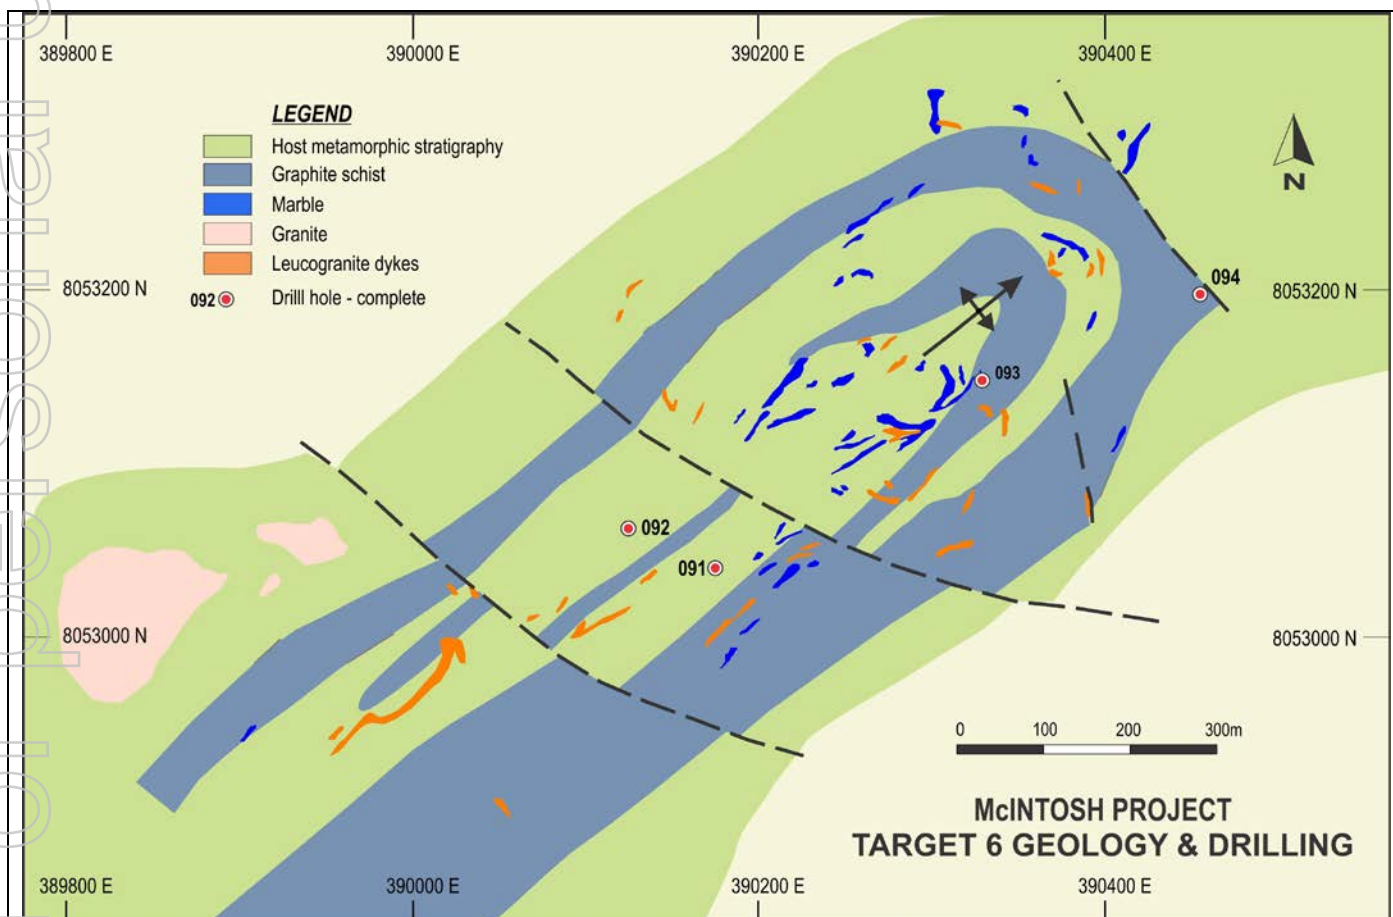 389800 E
390000 E
390200 E
390400 E
LEGEND
Host metamorphic stratigraphy
Graphite schist
Marble
Granite
Leucogranite dykes
092 Drilll hole - complete
N
8053200 N
8053200 N
094
093
092
091
8053000 N
8053000 N
0 100 200 300m
McINTOSH PROJECT
TARGET 6 GEOLOGY & DRILLING
389800 E
390000 E
390200 E
390400 E